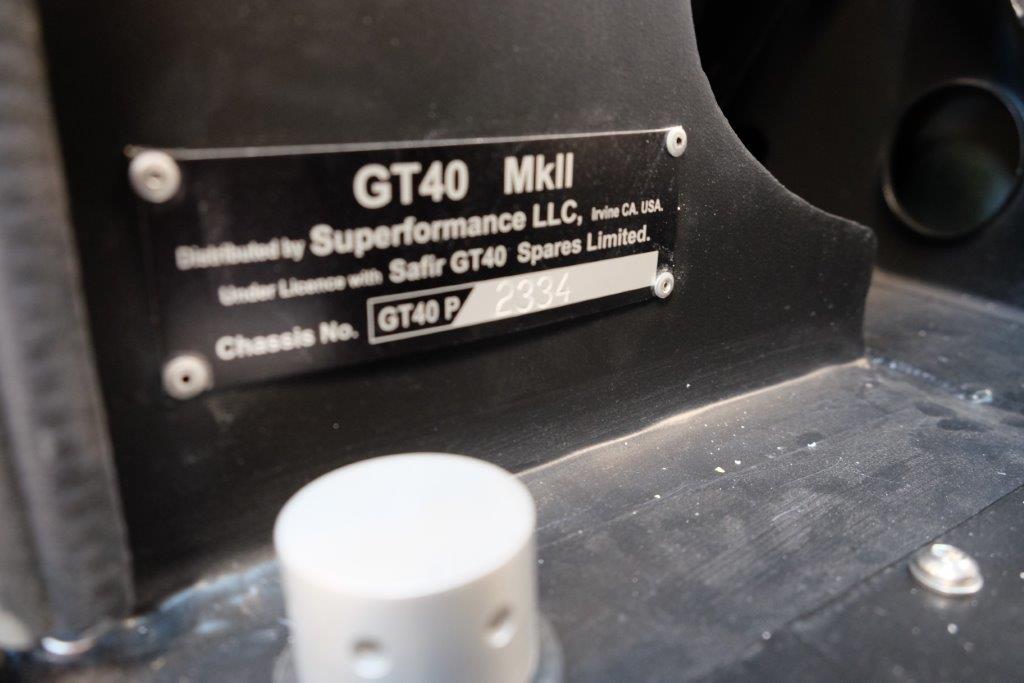 GT40 MkII
Distributed by Superformance LLC, Irvine CA. USA.
Under Licence with Safir GT40 Spares Limited.
Chassis No. GT40 P 2334